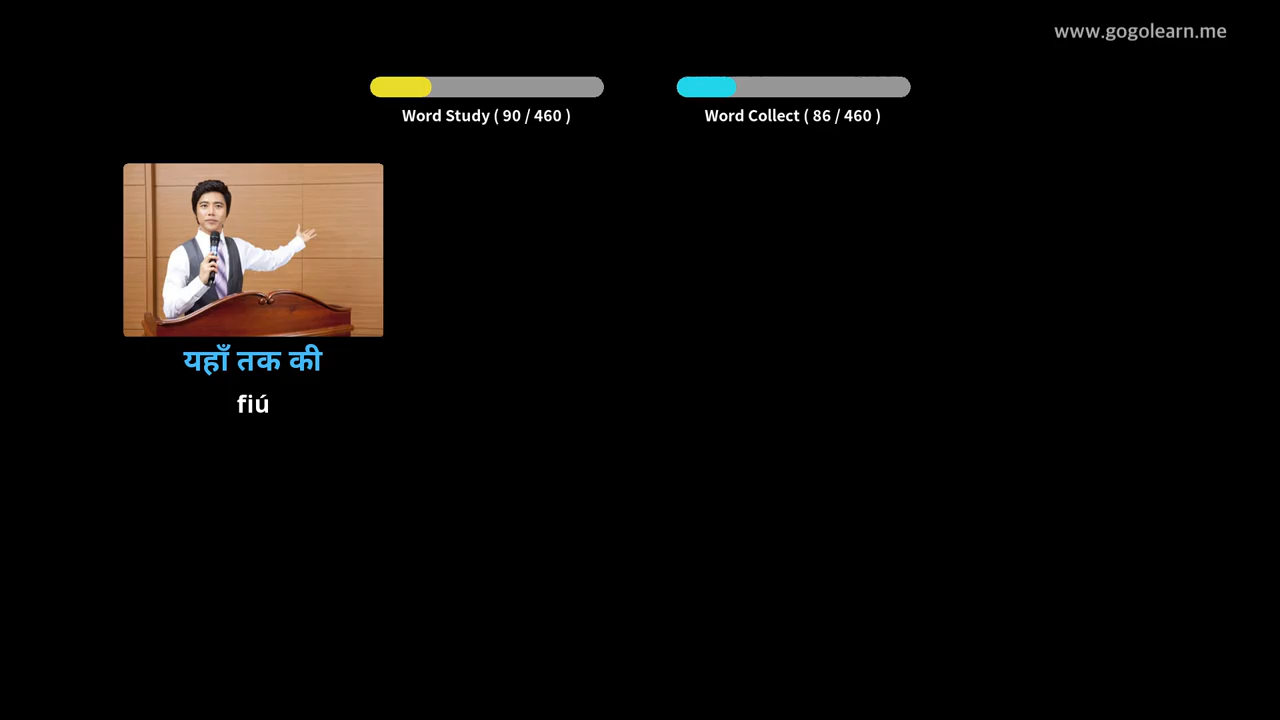 www.gogolearn.me
Word Study ( 90 / 460 )
Word Collect ( 86 / 460 )
यहाँ तक की
fiú